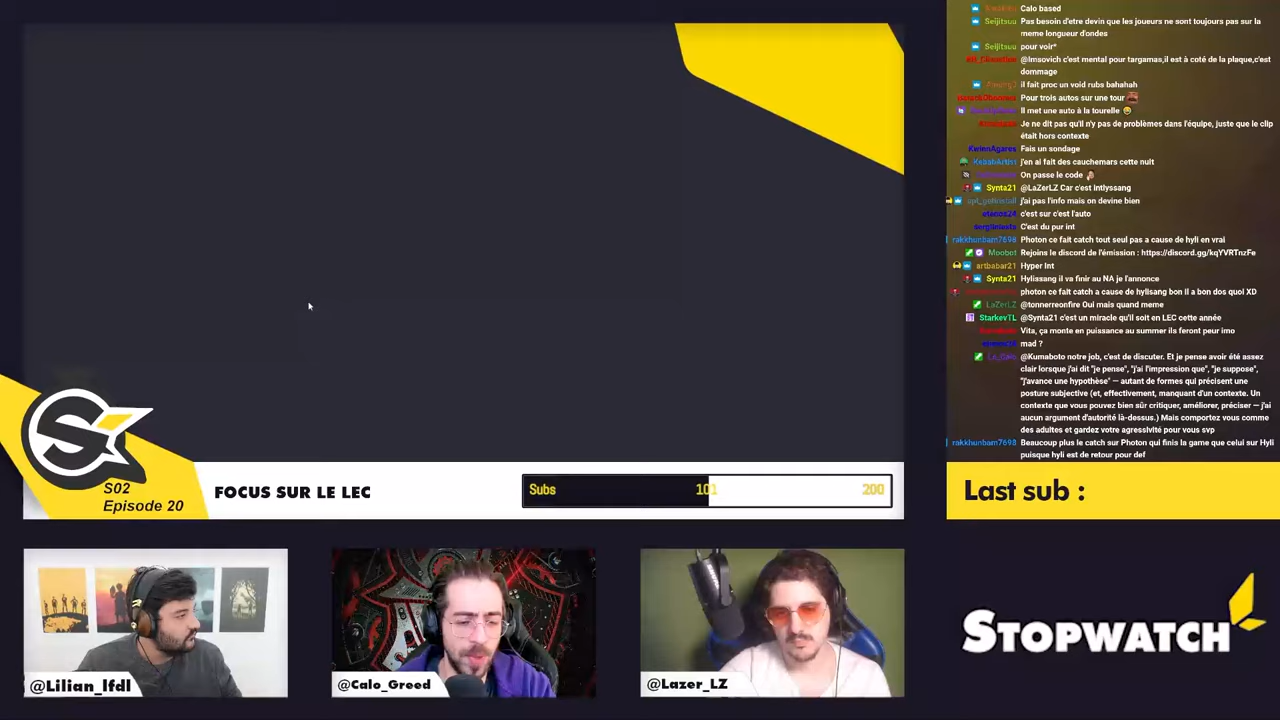 Calo based
Seijitsuu Pas besoin d'etre devin que les joueurs ne sont toujours pas sur la
meme longueur d'ondes
Seijitsuu pour voir*
@Imsovich c'est mental pour targamas,il est à coté de la plaque,c'est
dommage
il fait proc un void rubs bahahah
Pour trois autos sur une tour
Il met une auto à la tourelle
Je ne dit pas qu'il n'y pas de problèmes dans l'équipe, juste que le clip
était hors contexte
KwienAgares Fais un sondage
KebabArthri j'en ai fait des cauchemars cette nuit
On passe le code
Synta21 @LaZerLZ Car c'est intlyssang
j'ai pas l'info mais on devine bien
c'est sur c'est l'auto
C'est du pur int
rakkhunbam7698 Photon ce fait catch tout seul pas a cause de hyli en vrai
Moobot Rejoins le discord de l'émission : https://discord.gg/kqYVRTnzFe
artbabar21 Hyper Int
Synta21 Hylissang il va finir au NA je l'annonce
photon ce fait catch a cause de hylisang bon il a bon dos quoi XD
LaZerLZ @tonnerreonfire Oui mais quand meme
StarkevTL @Synta21 c'est un miracle qu'il soit en LEC cette année
Vita, ça monte en puissance au summer ils feront peur imo
mad ?
@Kumaboto notre job, c'est de discuter. Et je pense avoir été assez
clair lorsque j'ai dit "je pense", "j'ai l'impression que", "je suppose",
"j'avance une hypothèse" — autant de formes qui précisent une
posture subjective (et, effectivement, manquant d'un contexte. Un
contexte que vous pouvez bien sûr critiquer, améliorer, préciser — j'ai
aucun argument d'autorité là-dessus.) Mais comportez vous comme
des adultes et gardez votre agressivité pour vous svp
rakkhunbam7698 Beaucoup plus le catch sur Photon qui finis la game que celui sur Hyli
puisque hyli est de retour pour def
S02
Episode 20
FOCUS SUR LE LEC
Subs 101 200
Last sub :
@Lilian_lfdl
@Calo_Greed
@Lazer_LZ
STOPWATCH